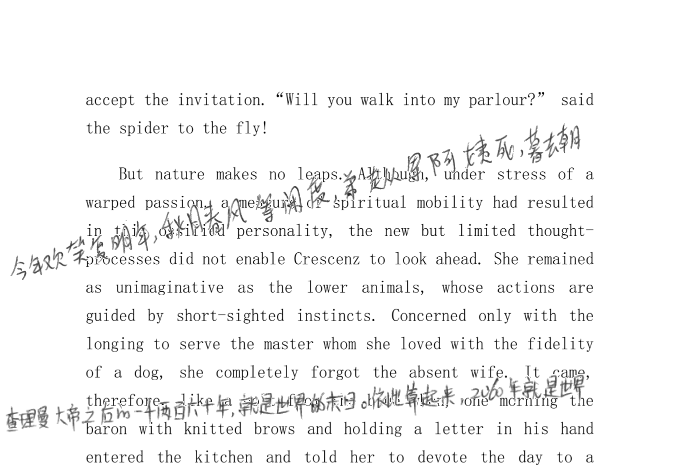 accept the invitation. “Will you walk into my parlour?” said
the spider to the fly!
But nature makes no leaps. Although, under stress of a
warped passion, a measure of spiritual mobility had resulted
in this ossified personality, the new but limited thought-
processes did not enable Crescenz to look ahead. She remained
as unimaginative as the lower animals, whose actions are
guided by short-sighted instincts. Concerned only with the
longing to serve the master whom she loved with the fidelity
of a dog, she completely forgot the absent wife. It came,
therefore, like a one morning the
baron with knitted brows and holding a letter in his hand
entered the kitchen and told her to devote the day to a
今年欢笑复明年,秋月春风等闲度,弟走从军阿姨死,暮去朝
查理曼大帝之后的一千两百六十年,就是世界的末日。依此算起来,2060年就是世界